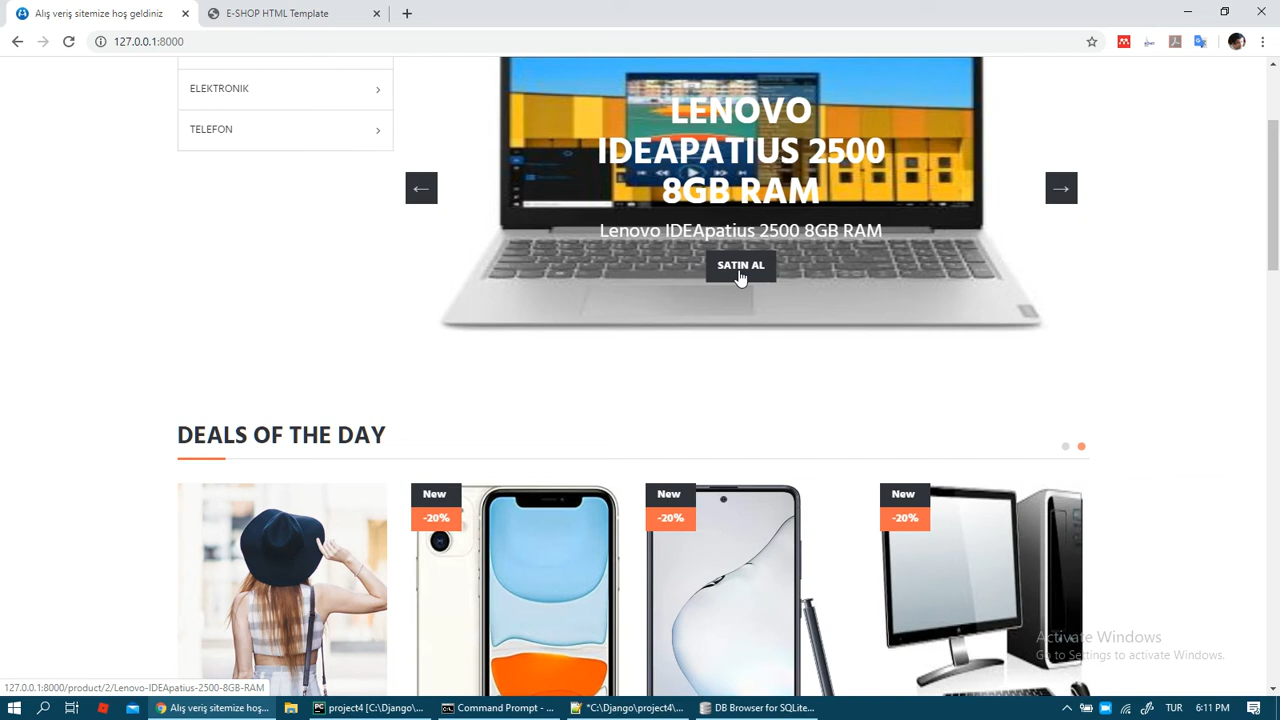 Alış veriş sitemize hoş geldiniz
E-SHOP HTML Template
127.0.0.1:8000
ELEKTRONIK
TELEFON
LENOVO
IDEAPATIUS 2500
8GB RAM
Lenovo IDEApatius 2500 8GB RAM
SATIN AL
DEALS OF THE DAY
New
-20%
New
-20%
New
-20%
Activate Windows
Go to Settings to activate Windows.
127.0.0.1:8000/product/2/Lenovo-IDEApatius-2500-8GB-RAM
Alış veriş sitemize hoş...
project4 [C:\Django\...
Command Prompt - ...
*C:\Django\project4\...
DB Browser for SQLite...
TUR
6:11 PM